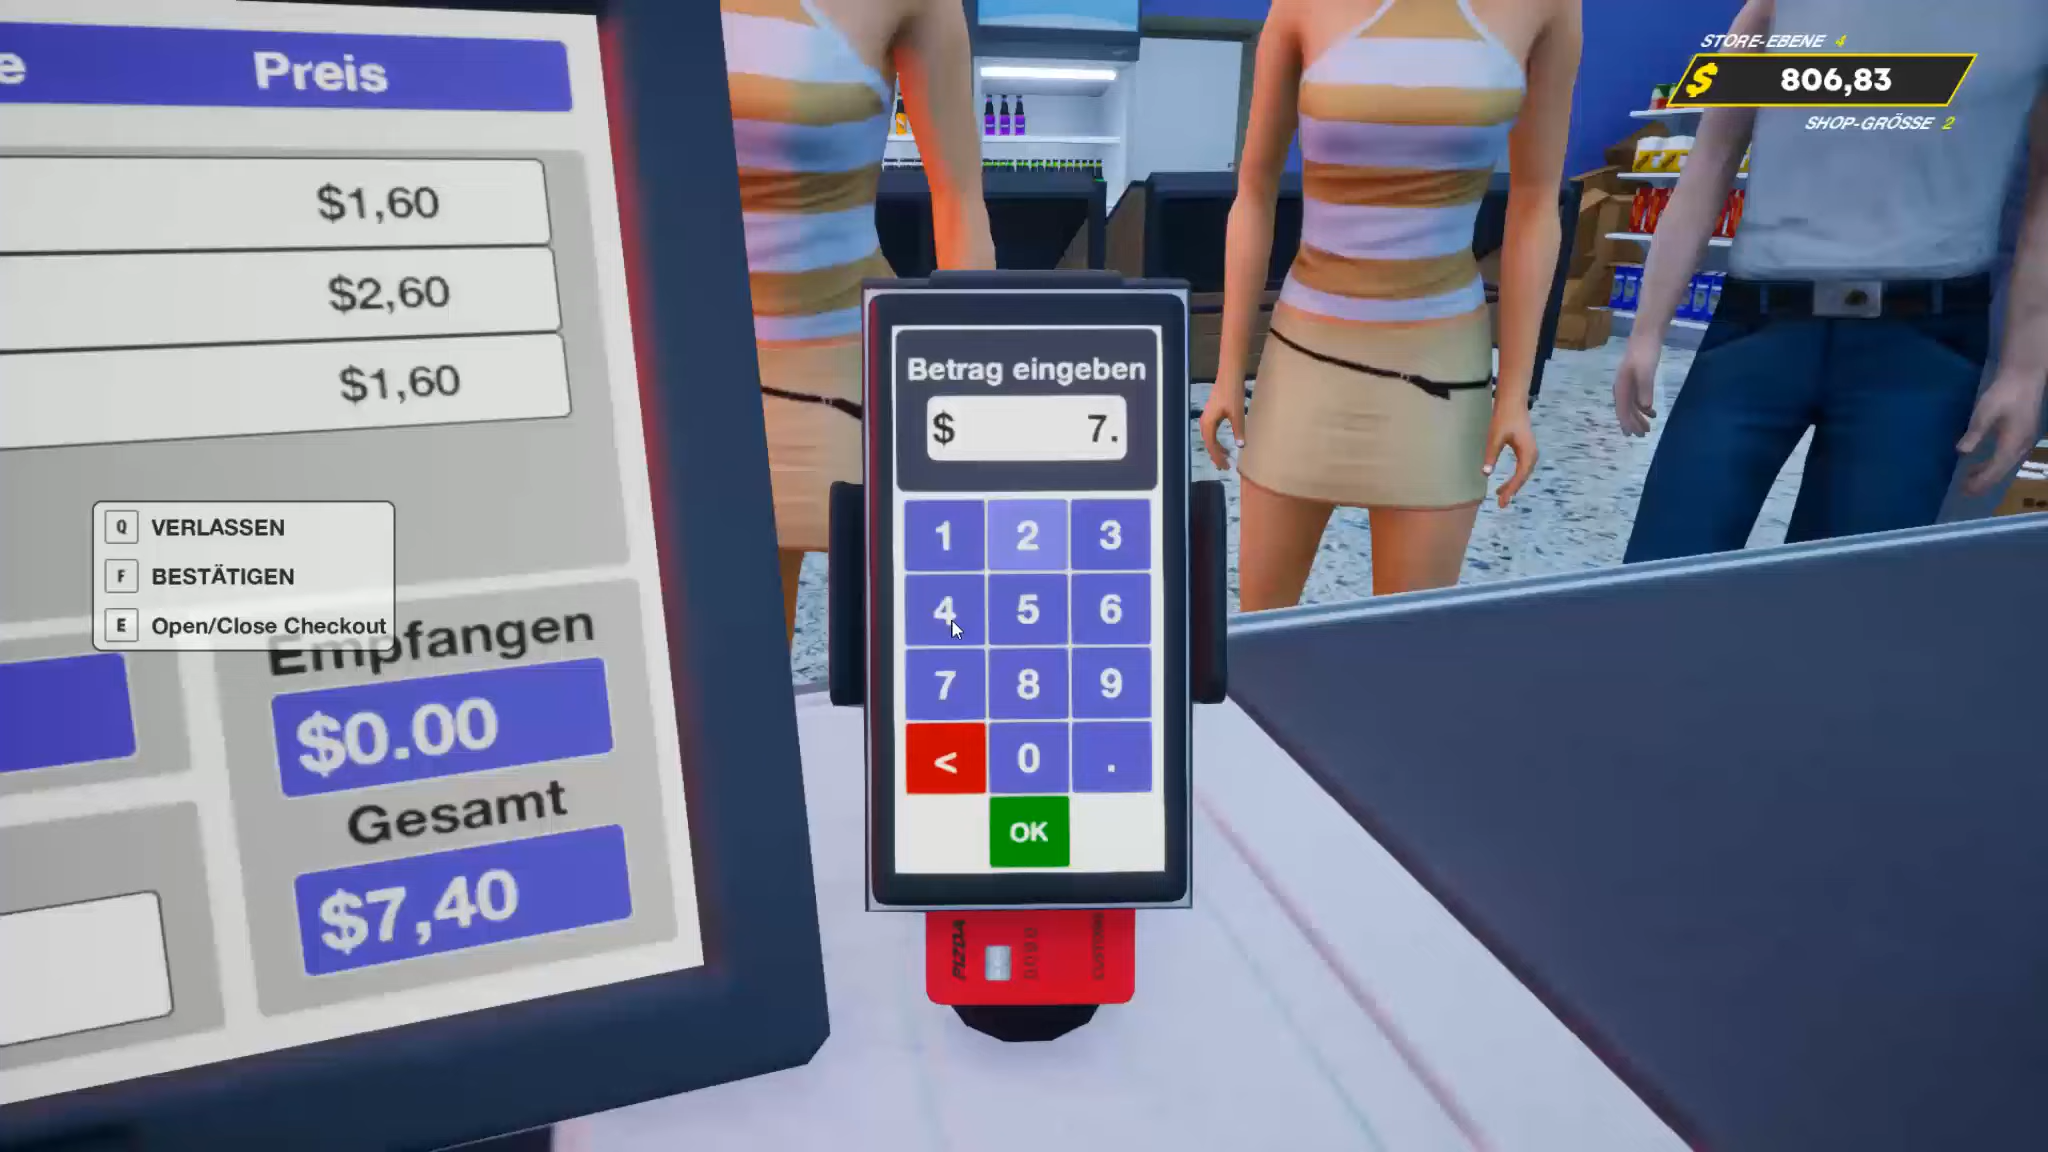 STORE-EBENE 4
$ 806,83
SHOP-GRÖSSE 2
e Preis
$1,60
$2,60
$1,60
Q VERLASSEN
F BESTÄTIGEN
E Open/Close Checkout
Empfangen
$0.00
Gesamt
$7,40
Betrag eingeben
$ 7.
1 2 3
4 5 6
7 8 9
< 0 .
OK
PIZDA
0000